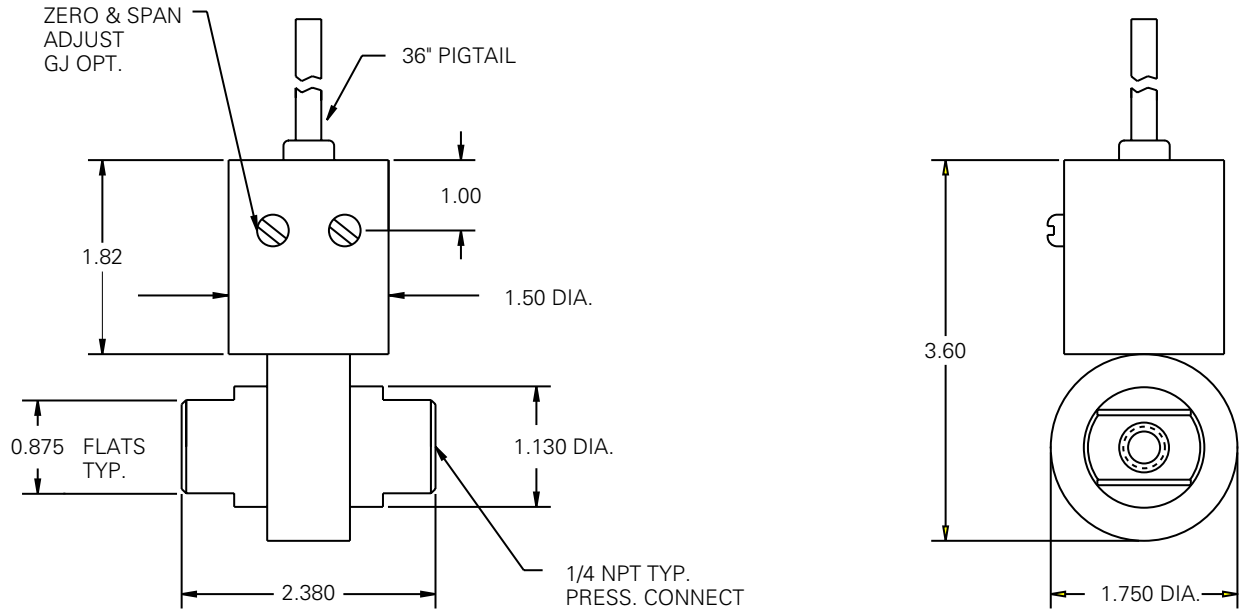 ZERO & SPAN
ADJUST
GJ OPT.
36" PIGTAIL
1.00
1.82
1.50 DIA.
3.60
0.875 FLATS
TYP.
1.130 DIA.
1/4 NPT TYP.
PRESS. CONNECT
2.380
1.750 DIA.